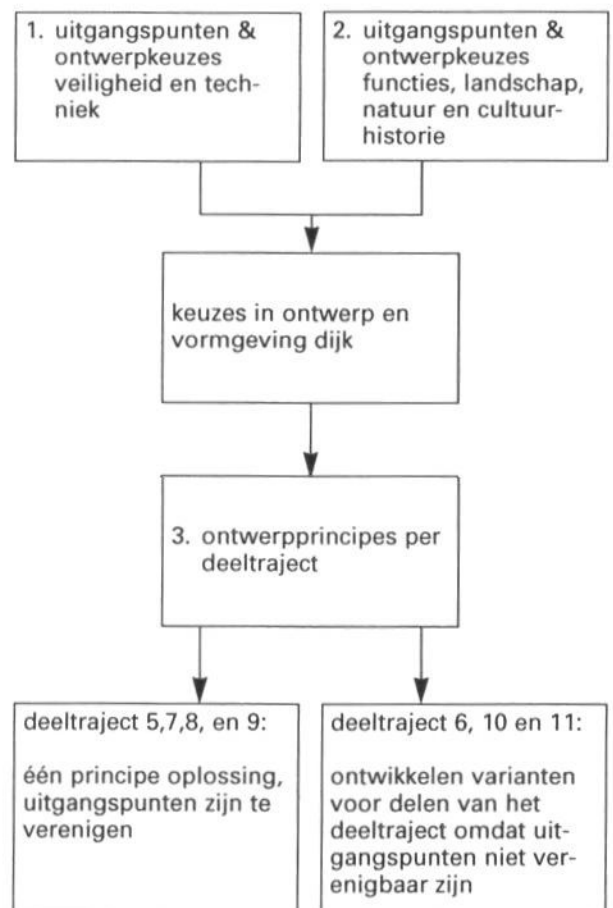 1. uitgangspunten &
ontwerpkeuzes
veiligheid en tech-
niek
2. uitgangspunten &
ontwerpkeuzes
functies, landschap,
natuur en cultuur-
historie
keuzes in ontwerp en
vormgeving dijk
3. ontwerpprincipes per
deeltraject
deeltraject 5,7,8, en 9:
één principe oplossing,
uitgangspunten zijn te
verenigen
deeltraject 6, 10 en 11:
ontwikkelen varianten
voor delen van het
deeltraject omdat uit-
gangspunten niet ver-
enigbaar zijn